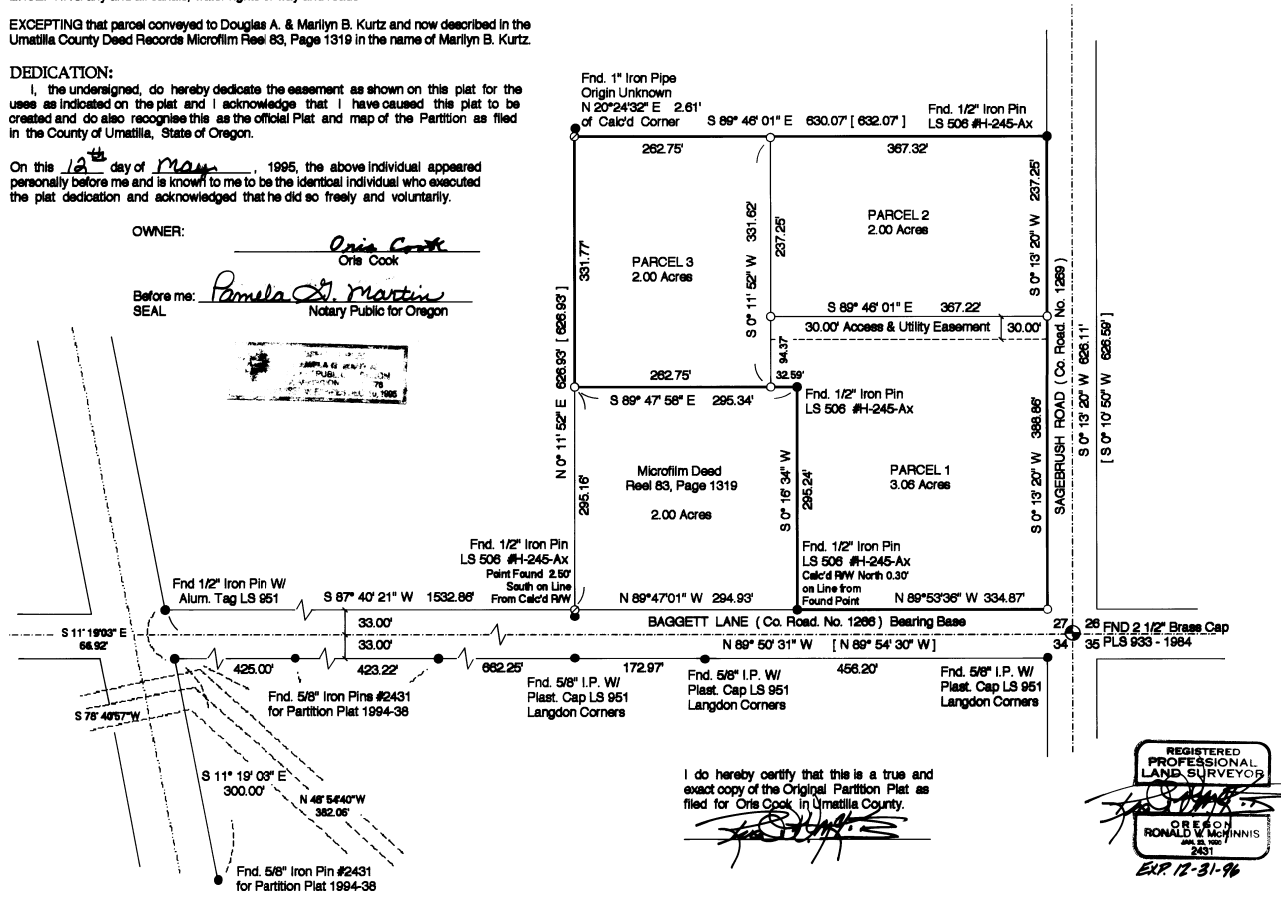 EXCEPTING that parcel conveyed to Douglas A. & Marilyn B. Kurtz and now described in the
Umatilla County Deed Records Microfilm Reel 83, Page 1319 in the name of Marilyn B. Kurtz.
DEDICATION:
I, the undersigned, do hereby dedicate the easement as shown on this plat for the
uses as indicated on the plat and I acknowledge that I have caused this plat to be
created and do also recognise this as the official Plat and map of the Partition as filed
in the County of Umatilla, State of Oregon.
On this 12th day of May, 1995, the above individual appeared
personally before me and is known to me to be the identical individual who executed
the plat dedication and acknowledged that he did so freely and voluntarily.
OWNER:
Oris Cook
Oris Cook
Before me: Pamela G. Martin
SEAL Notary Public for Oregon
Fnd. 1" Iron Pipe
Origin Unknown
N 20°24'32" E 2.61'
of Calc'd Corner
S 89° 46' 01" E 630.07' [ 632.07' ]
Fnd. 1/2" Iron Pin
LS 506 #H-245-Ax
262.75'
367.32'
331.77'
PARCEL 3
2.00 Acres
S 0° 11' 52" W 331.62'
237.25'
PARCEL 2
2.00 Acres
S 0° 13' 20" W 237.25'
S 89° 46' 01" E 367.22'
30.00' Access & Utility Easement
30.00'
94.37
32.59'
262.75'
S 89° 47' 58" E 295.34'
Fnd. 1/2" Iron Pin
LS 506 #H-245-Ax
N 0° 11' 52" E 626.93' [ 626.93' ]
295.16'
Microfilm Deed
Reel 83, Page 1319
2.00 Acres
S 0° 16' 34" W
295.24'
PARCEL 1
3.06 Acres
S 0° 13' 20" W 388.86'
SAGEBRUSH ROAD ( Co. Road. No. 1269)
S 0° 13' 20" W 626.11'
[ S 0° 10' 50" W 626.59' ]
Fnd. 1/2" Iron Pin
LS 506 #H-245-Ax
Point Found 2.50'
South on Line
From Calc'd R/W
Fnd. 1/2" Iron Pin
LS 506 #H-245-Ax
Calc'd R/W North 0.30'
on Line from
Found Point
Fnd 1/2" Iron Pin W/
Alum. Tag LS 951
S 87° 40' 21" W 1532.86'
N 89°47'01" W 294.93'
N 89°53'36" W 334.87'
33.00'
33.00'
BAGGETT LANE ( Co. Road. No. 1266 ) Bearing Base
N 89° 50' 31" W [ N 89° 54' 30" W ]
27 26
34 35
FND 2 1/2" Brass Cap
PLS 933 - 1984
S 11° 19'03" E
66.92'
425.00'
423.22'
662.25'
172.97'
456.20'
Fnd. 5/8" Iron Pins #2431
for Partition Plat 1994-38
Fnd. 5/8" I.P. W/
Plast. Cap LS 951
Langdon Corners
Fnd. 5/8" I.P. W/
Plast. Cap LS 951
Langdon Corners
Fnd. 5/8" I.P. W/
Plast. Cap LS 951
Langdon Corners
S 78° 40'57" W
S 11° 19' 03" E
300.00'
N 46° 54'40" W
382.06'
Fnd. 5/8" Iron Pin #2431
for Partition Plat 1994-38
I do hereby certify that this is a true and
exact copy of the Original Partition Plat as
filed for Oris Cook in Umatilla County.
REGISTERED
PROFESSIONAL
LAND SURVEYOR
OREGON
RONALD W. McKINNIS
2431
EXP. 12-31-96